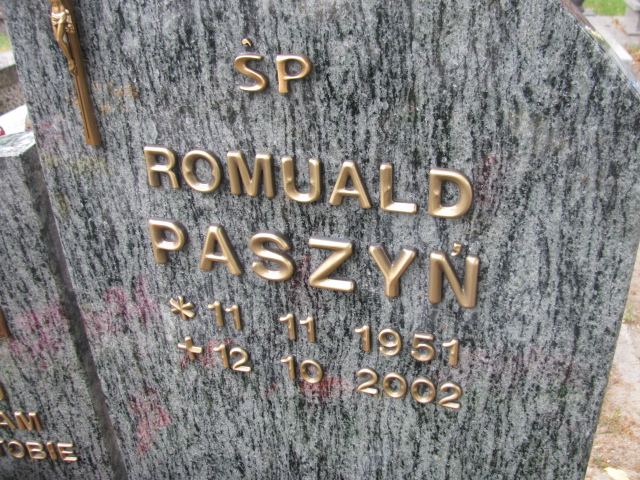 ŚP
ROMUALD
PASZYŃ
* 11 11 1951
+ 12 10 2002
AM
TOBIE